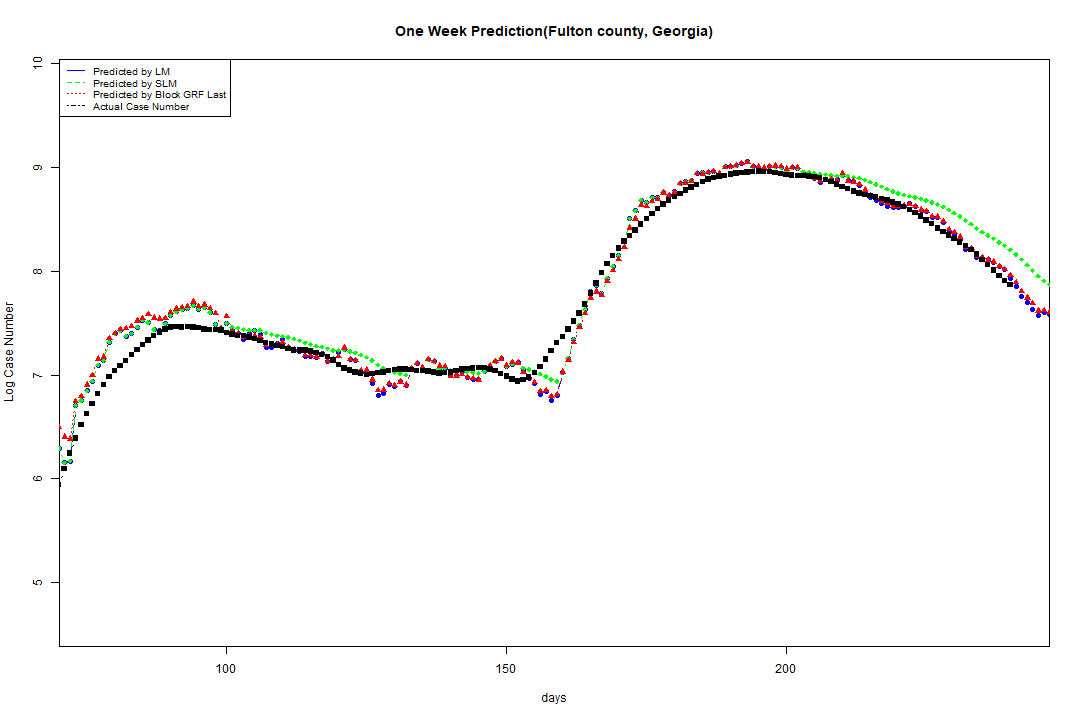 One Week Prediction(Fulton county, Georgia)
Predicted by LM
Predicted by SLM
Predicted by Block GRF Last
Actual Case Number
Log Case Number
10
9
8
7
6
5
100
150
200
days